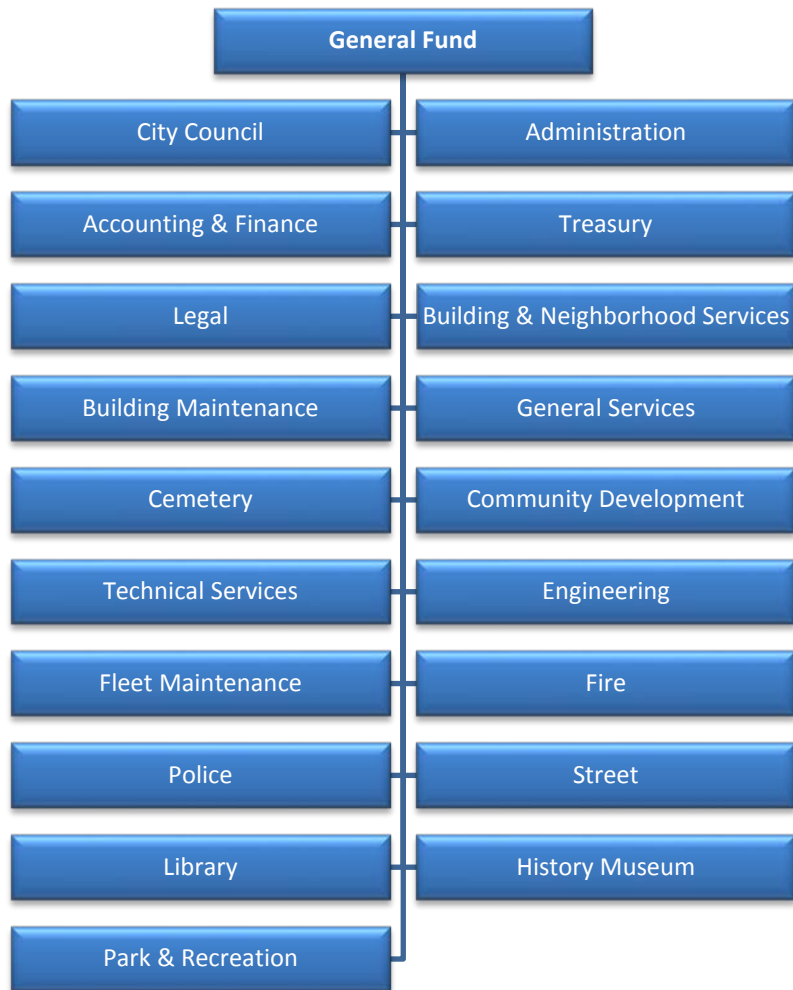 General Fund
City Council
Administration
Accounting & Finance
Treasury
Legal
Building & Neighborhood Services
Building Maintenance
General Services
Cemetery
Community Development
Technical Services
Engineering
Fleet Maintenance
Fire
Police
Street
Library
History Museum
Park & Recreation